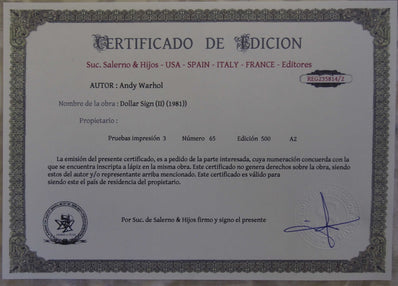 CERTIFICADO DE EDICION
Suc. Salerno & Hijos - USA - SPAIN - ITALY - FRANCE - Editores
REG235814/2
AUTOR : Andy Warhol
Nombre de la obra : Dollar Sign (II) (1981))
Propietario :
Pruebas impresión 3 Número 65 Edición 500 A2
La emisión del presente certificado, es a pedido de la parte interesada, cuya numeración concuerda con la
que se encuentra inscripta a lápiz en la misma obra. Este certificado no genera derechos sobre la obra, siendo
estos del autor y/o representante arriba mencionado. Este certificado es válido para
siendo este el país de residencia del propietario.
Por Suc. de Salerno & Hijos firmo y signo el presente